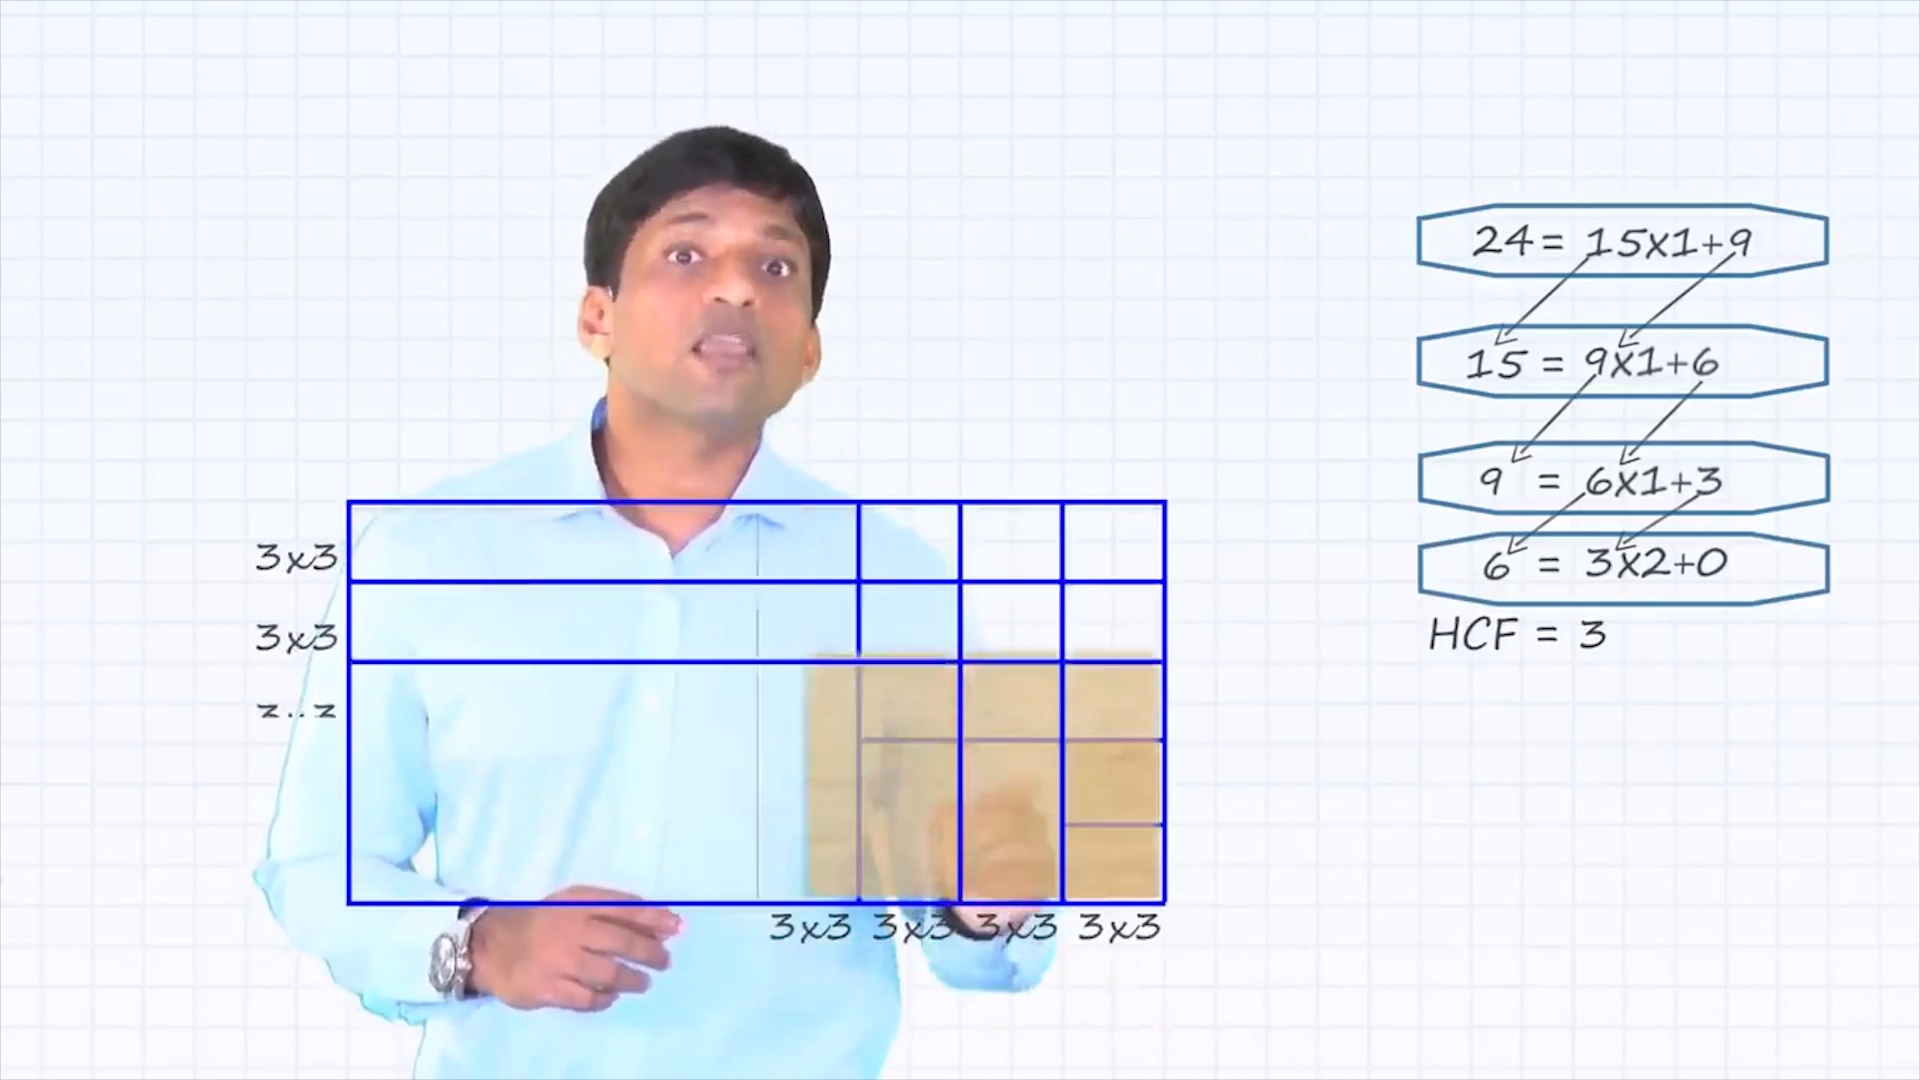 24 = 15x1+9
15 = 9x1+6
9 = 6x1+3
6 = 3x2+0
HCF = 3
3x3
3x3
3x3 3x3 3x3 3x3